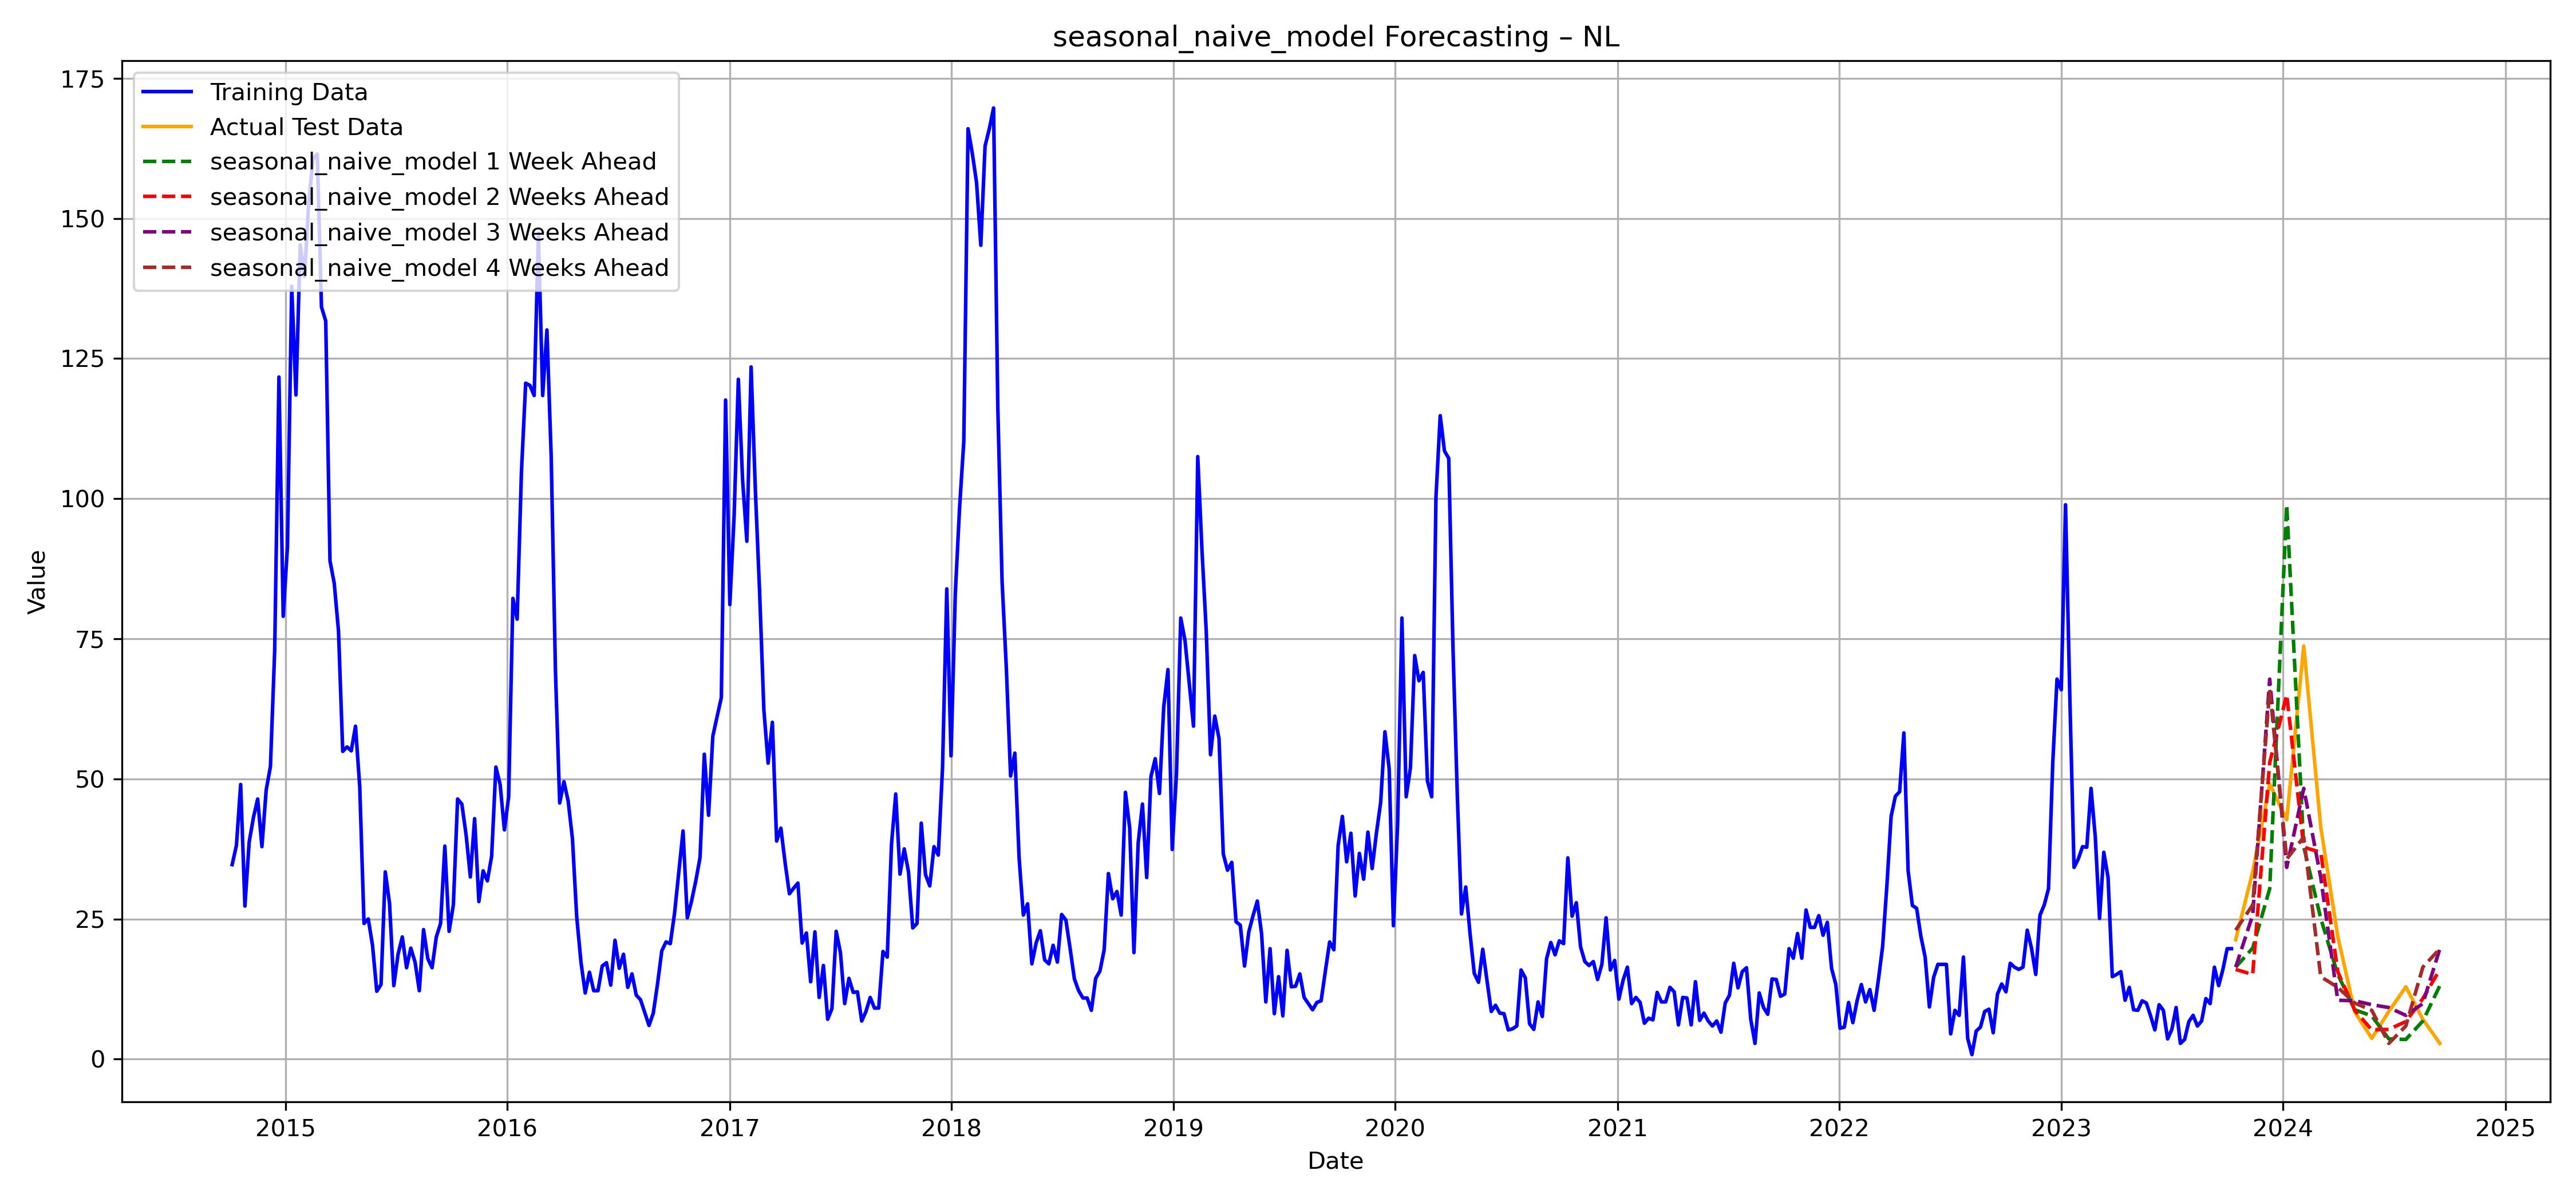 seasonal_naive_model Forecasting – NL
175
150
125
100
75
50
25
0
Value
Training Data
Actual Test Data
seasonal_naive_model 1 Week Ahead
seasonal_naive_model 2 Weeks Ahead
seasonal_naive_model 3 Weeks Ahead
seasonal_naive_model 4 Weeks Ahead
2015 2016 2017 2018 2019 2020 2021 2022 2023 2024 2025
Date